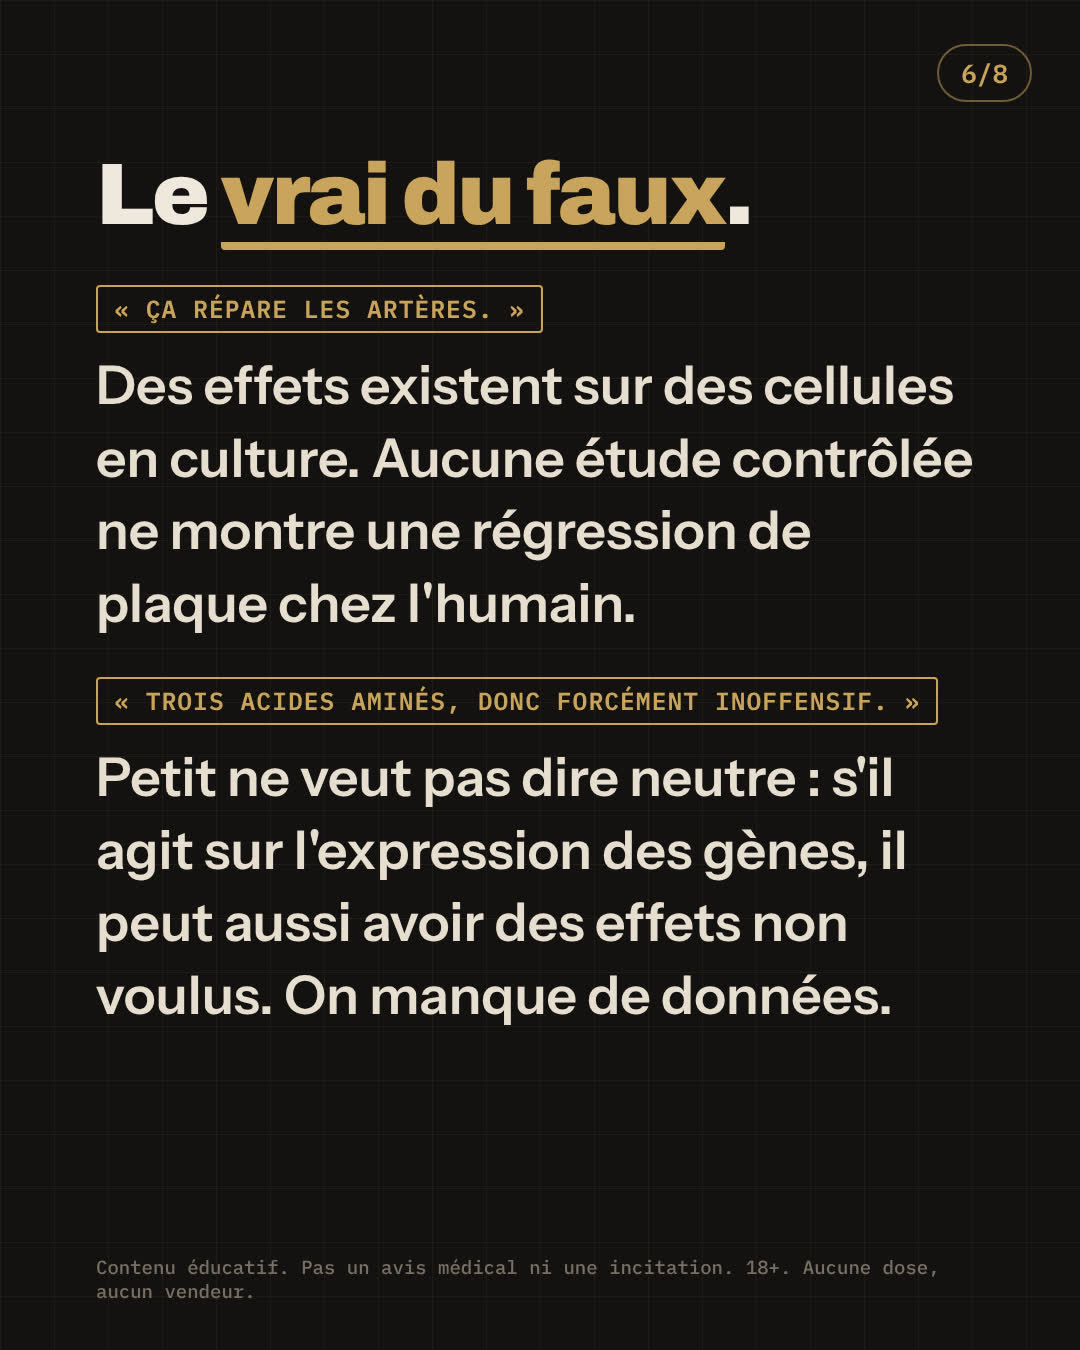 6/8
Le vrai du faux.
« ÇA RÉPARE LES ARTÈRES. »
Des effets existent sur des cellules
en culture. Aucune étude contrôlée
ne montre une régression de
plaque chez l'humain.
« TROIS ACIDES AMINÉS, DONC FORCÉMENT INOFFENSIF. »
Petit ne veut pas dire neutre : s'il
agit sur l'expression des gènes, il
peut aussi avoir des effets non
voulus. On manque de données.
Contenu éducatif. Pas un avis médical ni une incitation. 18+. Aucune dose,
aucun vendeur.